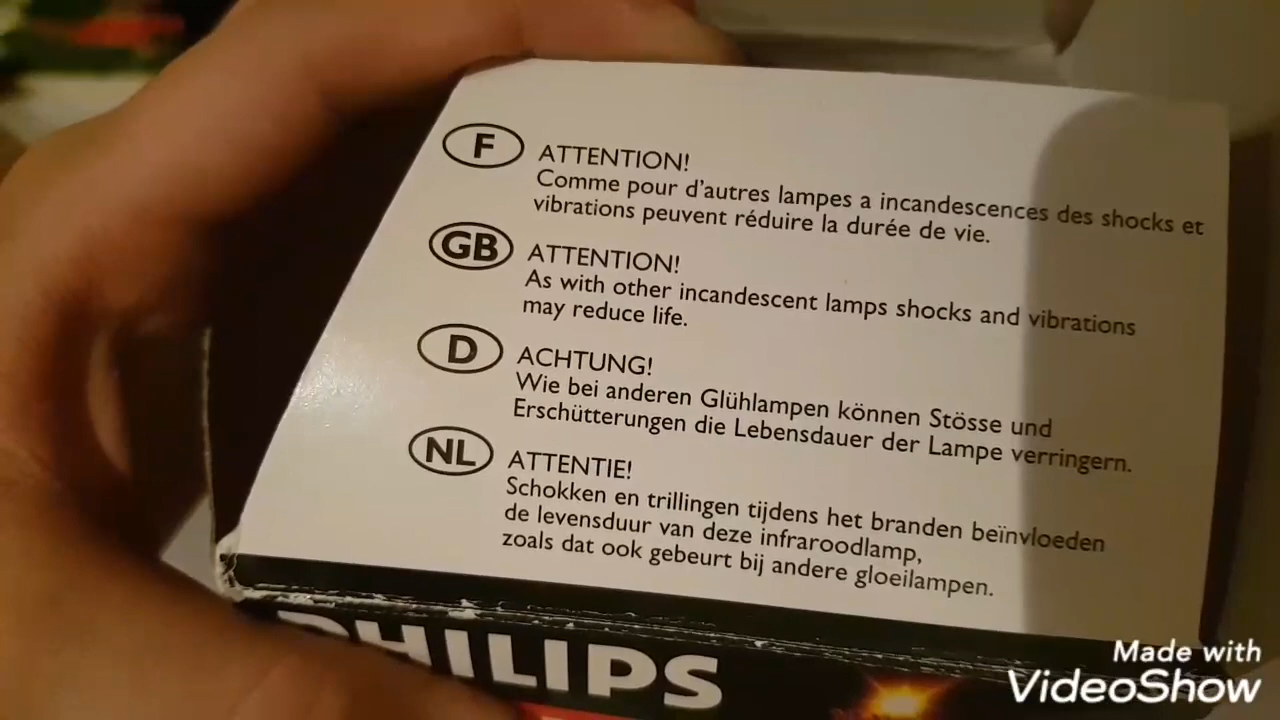 F
ATTENTION!
Comme pour d'autres lampes a incandescences des shocks et
vibrations peuvent réduire la durée de vie.
GB
ATTENTION!
As with other incandescent lamps shocks and vibrations
may reduce life.
D
ACHTUNG!
Wie bei anderen Glühlampen können Stösse und
Erschütterungen die Lebensdauer der Lampe verringern.
NL
ATTENTIE!
Schokken en trillingen tijdens het branden beïnvloeden
de levensduur van deze infraroodlamp,
zoals dat ook gebeurt bij andere gloeilampen.
PHILIPS
Made with
VideoShow